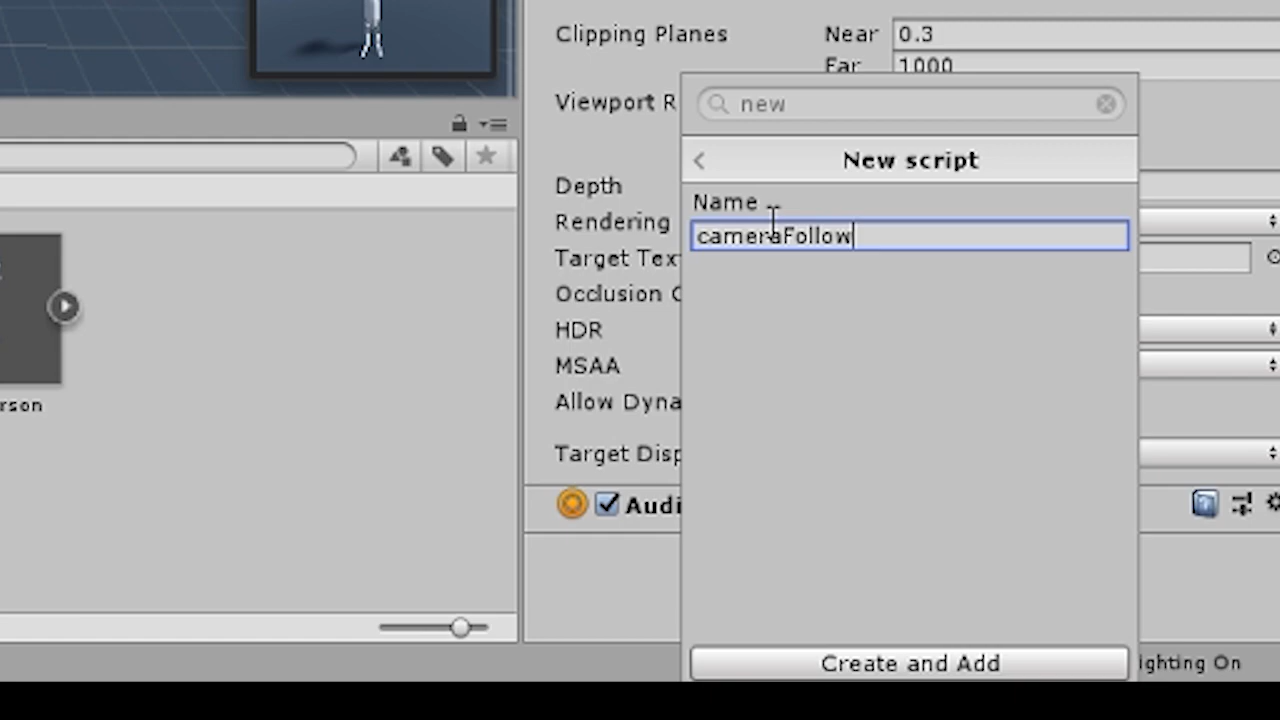 Clipping Planes Near 0.3
Far 1000
Viewport R
new
New script
Name
cameraFollow
Depth
Rendering
Target Tex
Occlusion C
HDR
MSAA
Allow Dyna
Target Disp
Audi
rson
Create and Add
ighting On